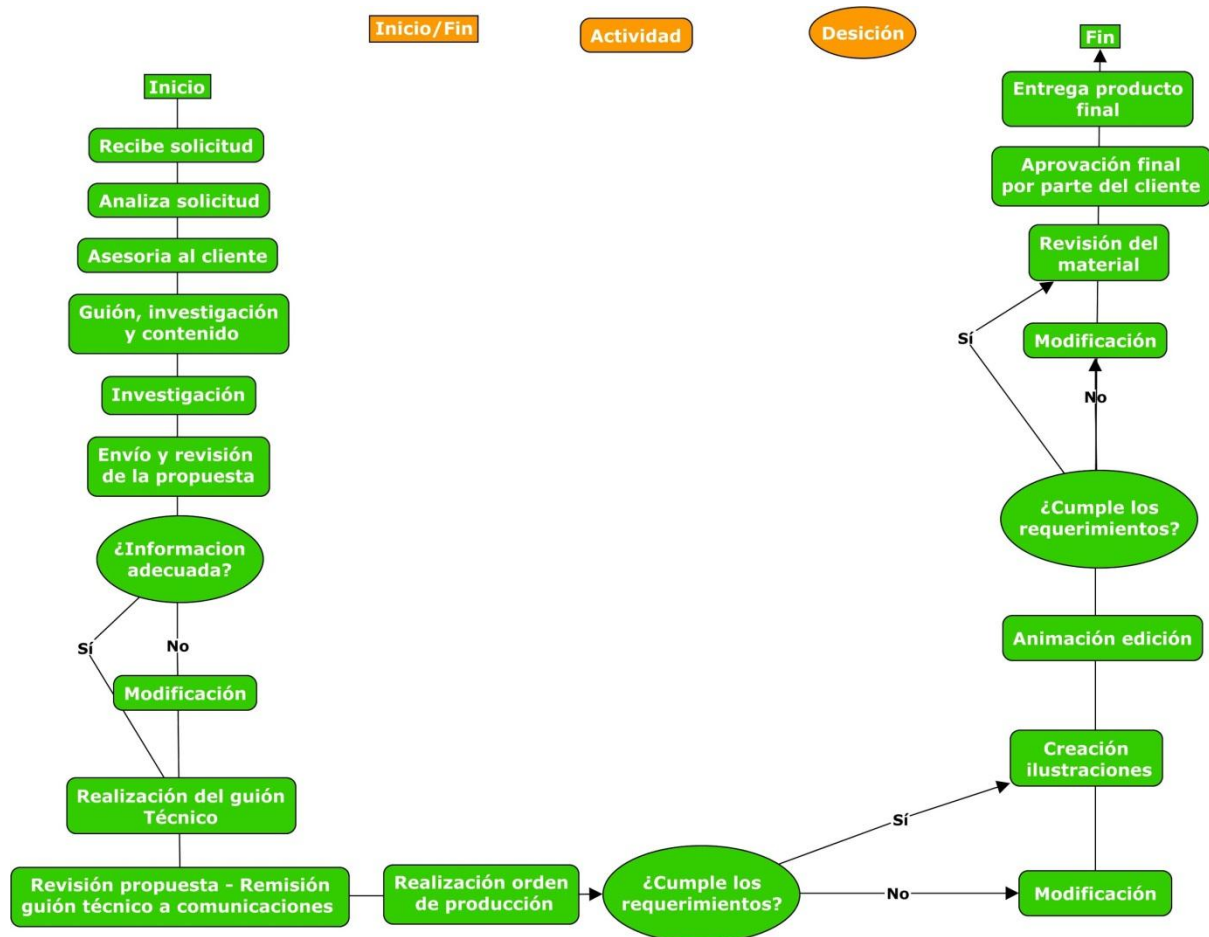 Inicio/Fin
Actividad
Desición
Inicio
Recibe solicitud
Analiza solicitud
Asesoria al cliente
Guión, investigación
y contenido
Investigación
Envío y revisión
de la propuesta
¿Informacion
adecuada?
Sí
No
Modificación
Realización del guión
Técnico
Revisión propuesta - Remisión
guión técnico a comunicaciones
Realización orden
de producción
¿Cumple los
requerimientos?
Sí
No
Modificación
Creación
ilustraciones
Animación edición
¿Cumple los
requerimientos?
Sí
No
Modificación
Revisión del
material
Aprovación final
por parte del cliente
Entrega producto
final
Fin